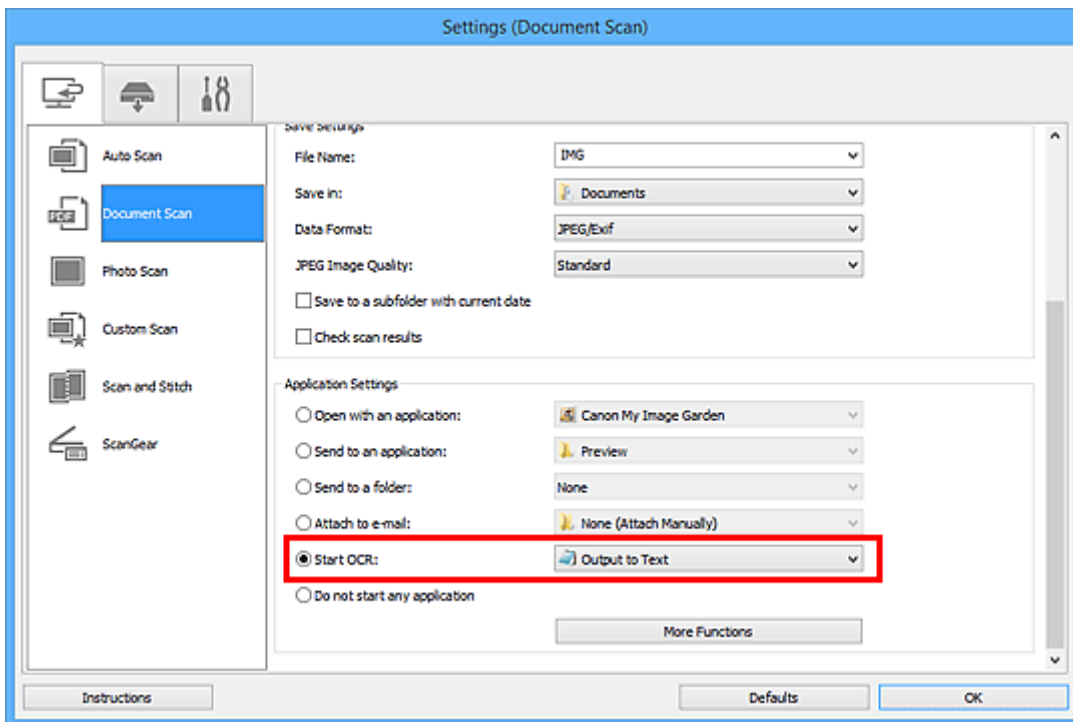 Settings (Document Scan)
Auto Scan
PDF
Document Scan
Photo Scan
Custom Scan
Scan and Stitch
ScanGear
Save Settings
File Name: IMG
Save in: Documents
Data Format: JPEG/Exif
JPEG Image Quality: Standard
Save to a subfolder with current date
Check scan results
Application Settings
Open with an application: Canon My Image Garden
Send to an application: Preview
Send to a folder: None
Attach to e-mail: None (Attach Manually)
Start OCR: Output to Text
Do not start any application
More Functions
Instructions Defaults OK